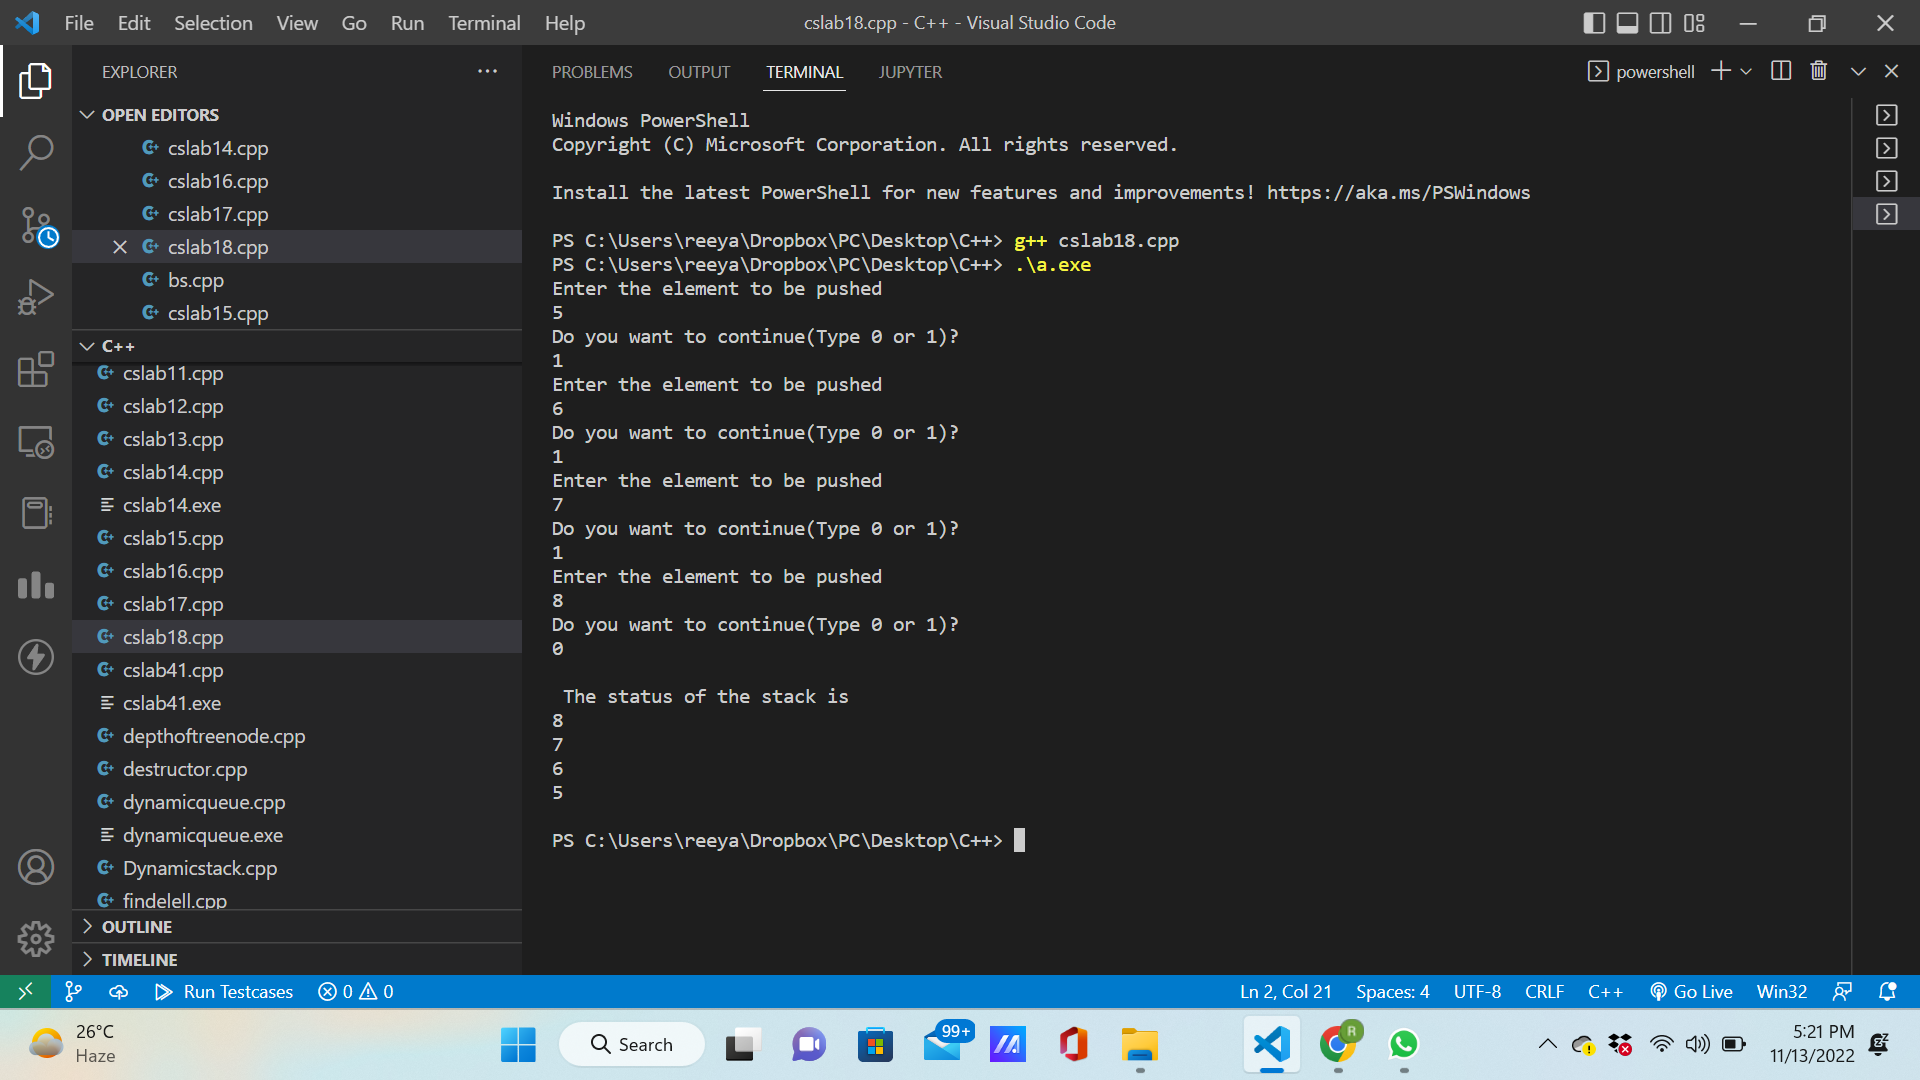 File Edit Selection View Go Run Terminal Help
cslab18.cpp - C++ - Visual Studio Code
EXPLORER
OPEN EDITORS
cslab14.cpp
cslab16.cpp
cslab17.cpp
cslab18.cpp
bs.cpp
cslab15.cpp
C++
cslab11.cpp
cslab12.cpp
cslab13.cpp
cslab14.cpp
cslab14.exe
cslab15.cpp
cslab16.cpp
cslab17.cpp
cslab18.cpp
cslab41.cpp
cslab41.exe
depthoftreenode.cpp
destructor.cpp
dynamicqueue.cpp
dynamicqueue.exe
Dynamicstack.cpp
findelell.cpp
OUTLINE
TIMELINE
PROBLEMS OUTPUT TERMINAL JUPYTER
powershell
Windows PowerShell
Copyright (C) Microsoft Corporation. All rights reserved.
Install the latest PowerShell for new features and improvements! https://aka.ms/PSWindows
PS C:\Users\reeya\Dropbox\PC\Desktop\C++> g++ cslab18.cpp
PS C:\Users\reeya\Dropbox\PC\Desktop\C++> .\a.exe
Enter the element to be pushed
5
Do you want to continue(Type 0 or 1)?
1
Enter the element to be pushed
6
Do you want to continue(Type 0 or 1)?
1
Enter the element to be pushed
7
Do you want to continue(Type 0 or 1)?
1
Enter the element to be pushed
8
Do you want to continue(Type 0 or 1)?
0
The status of the stack is
8
7
6
5
PS C:\Users\reeya\Dropbox\PC\Desktop\C++>
Run Testcases 0 0
Ln 2, Col 21 Spaces: 4 UTF-8 CRLF C++ Go Live Win32
26°C
Haze
Search
99+
R
5:21 PM
11/13/2022